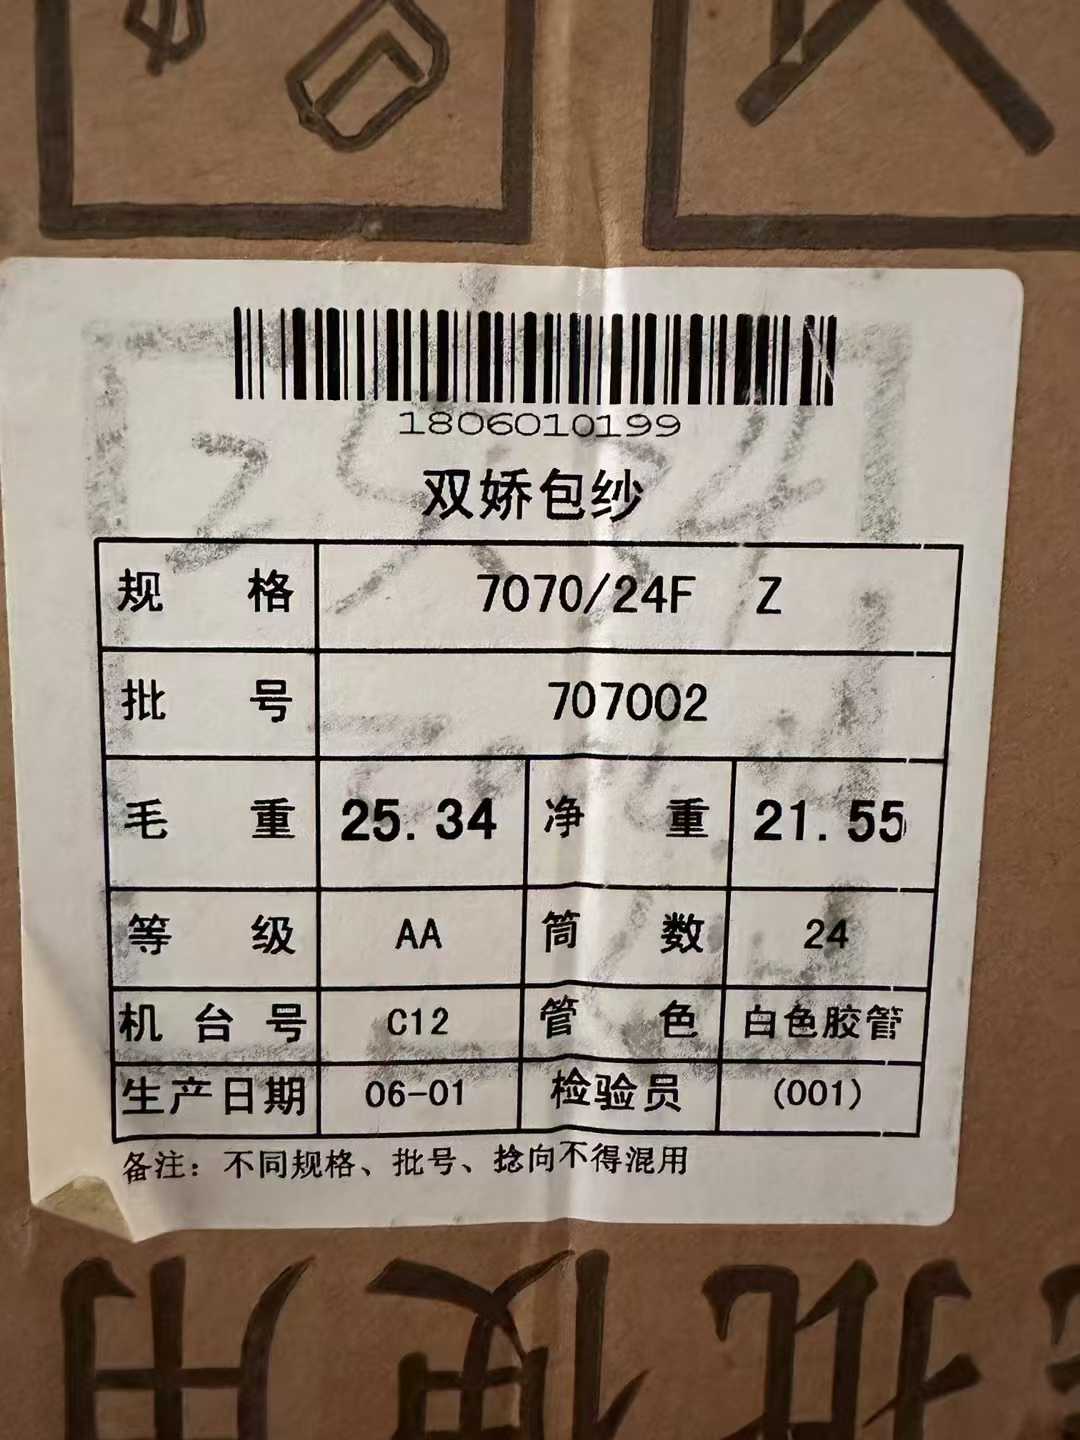 1806010199
双娇包纱
规格 7070/24F Z
批号 707002
毛重 25.34 净重 21.55
等级 AA 筒数 24
机台号 C12 管色 白色胶管
生产日期 06-01 检验员 (001)
备注：不同规格、批号、捻向不得混用